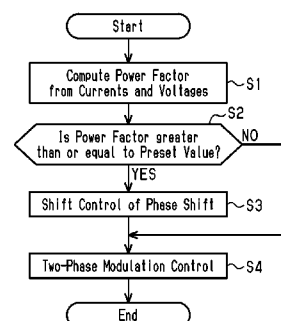 Start
Compute Power Factor
from Currents and Voltages
S1
S2
Is Power Factor greater
than or equal to Preset Value?
NO
YES
Shift Control of Phase Shift
S3
Two-Phase Modulation Control
S4
End